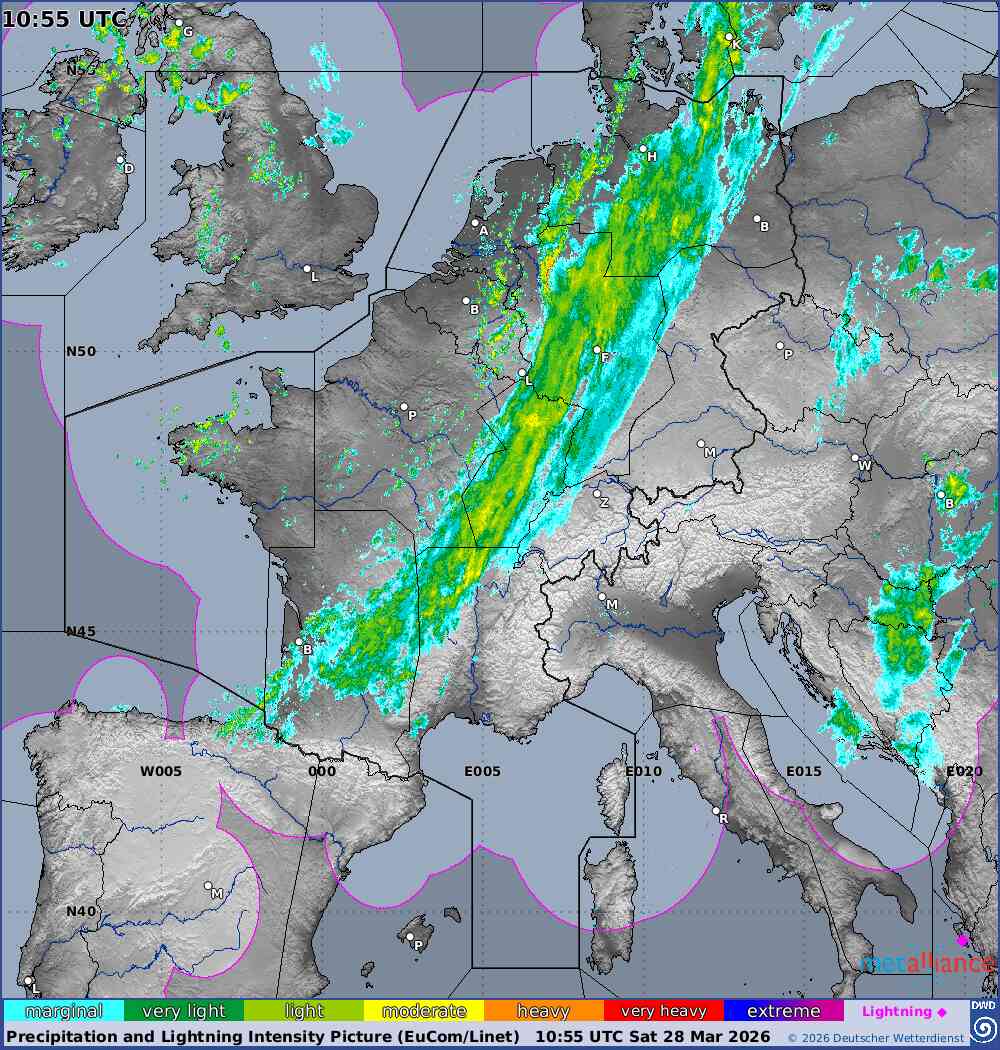 10:55 UTC
G
K
N55
H
D
A
B
L
B
N50
F
P
L
P
M
W
Z
B
M
N45
B
W005
000
E005
E010
E015
E020
R
M
N40
P
metalliance
L
marginal
very light
light
moderate
heavy
very heavy
extreme
Lightning
DWD
Precipitation and Lightning Intensity Picture (EuCom/Linet) 10:55 UTC Sat 28 Mar 2026 © 2026 Deutscher Wetterdienst